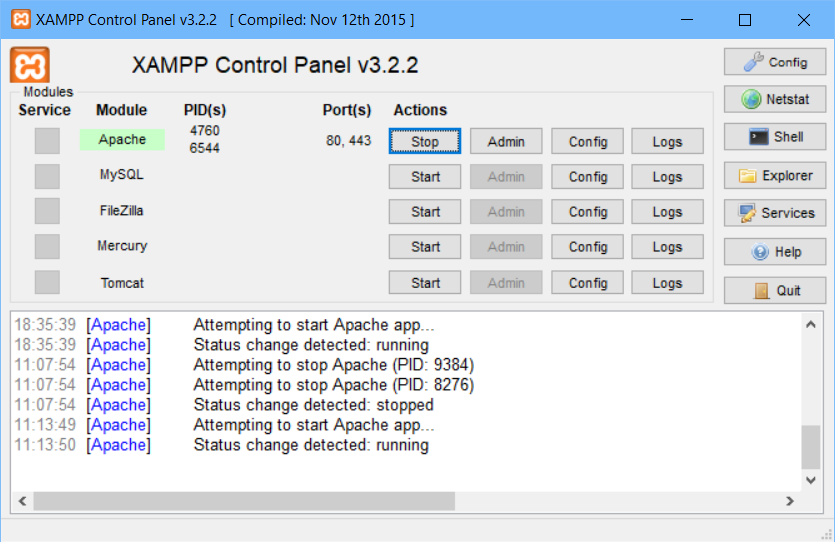 XAMPP Control Panel v3.2.2 [ Compiled: Nov 12th 2015 ]
XAMPP Control Panel v3.2.2
Config
Modules
Service Module PID(s) Port(s) Actions
Netstat
Apache 4760 6544 80, 443 Stop Admin Config Logs
Shell
MySQL Start Admin Config Logs
Explorer
FileZilla Start Admin Config Logs
Services
Mercury Start Admin Config Logs
Help
Tomcat Start Admin Config Logs
Quit
18:35:39 [Apache] Attempting to start Apache app...
18:35:39 [Apache] Status change detected: running
11:07:54 [Apache] Attempting to stop Apache (PID: 9384)
11:07:54 [Apache] Attempting to stop Apache (PID: 8276)
11:07:54 [Apache] Status change detected: stopped
11:13:49 [Apache] Attempting to start Apache app...
11:13:50 [Apache] Status change detected: running